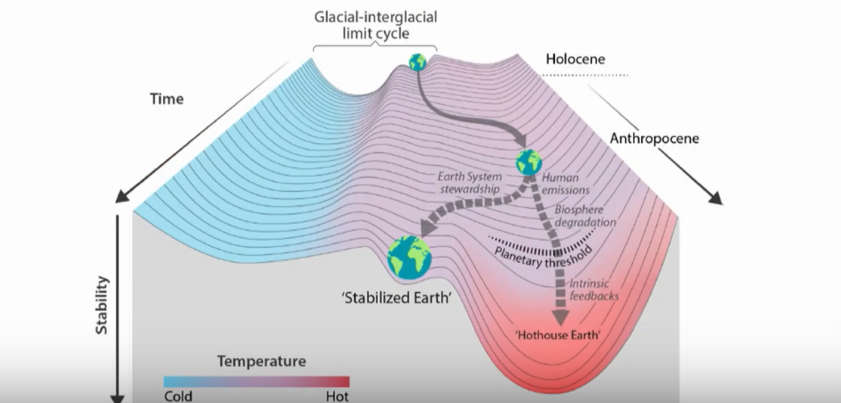 Glacial-interglacial
limit cycle
Holocene
Time
Anthropocene
Earth System
stewardship
Human
emissions
Biosphere
degradation
Planetary threshold
Intrinsic
feedbacks
'Stabilized Earth'
'Hothouse Earth'
Stability
Temperature
Cold
Hot